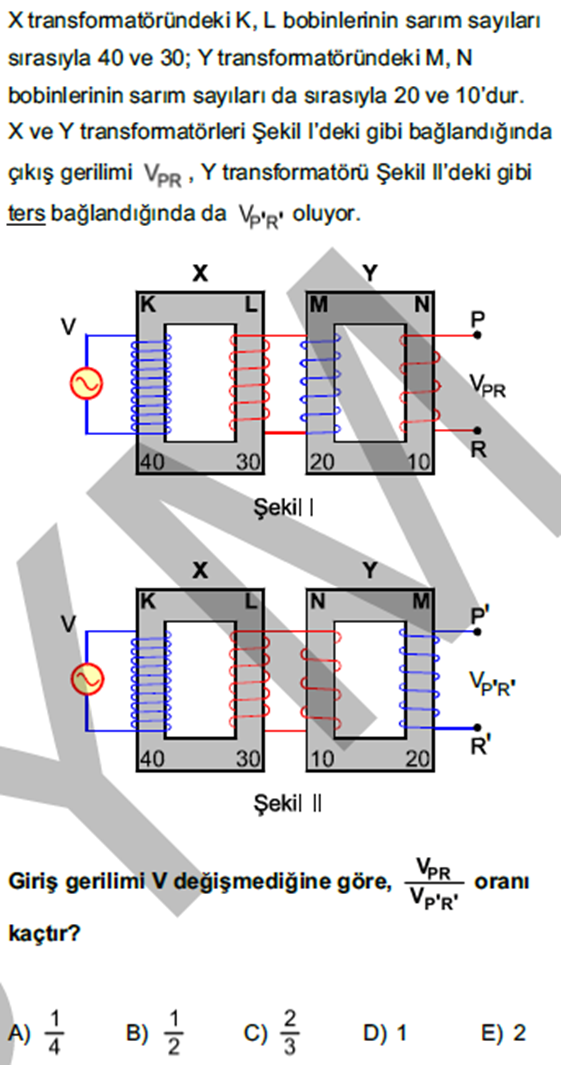 X transformatöründeki K, L bobinlerinin sarım sayıları
sırasıyla 40 ve 30; Y transformatöründeki M, N
bobinlerinin sarım sayıları da sırasıyla 20 ve 10'dur.
X ve Y transformatörleri Şekil I'deki gibi bağlandığında
çıkış gerilimi V_PR , Y transformatörü Şekil II'deki gibi
ters bağlandığında da V_P'R' oluyor.
X Y
K L M N
V P
V_PR
R
40 30 20 10
Şekil I
X Y
K L N M
V P'
V_P'R'
R'
40 30 10 20
Şekil II
Giriş gerilimi V değişmediğine göre, V_PR / V_P'R' oranı
kaçtır?
A) 1/4 B) 1/2 C) 2/3 D) 1 E) 2